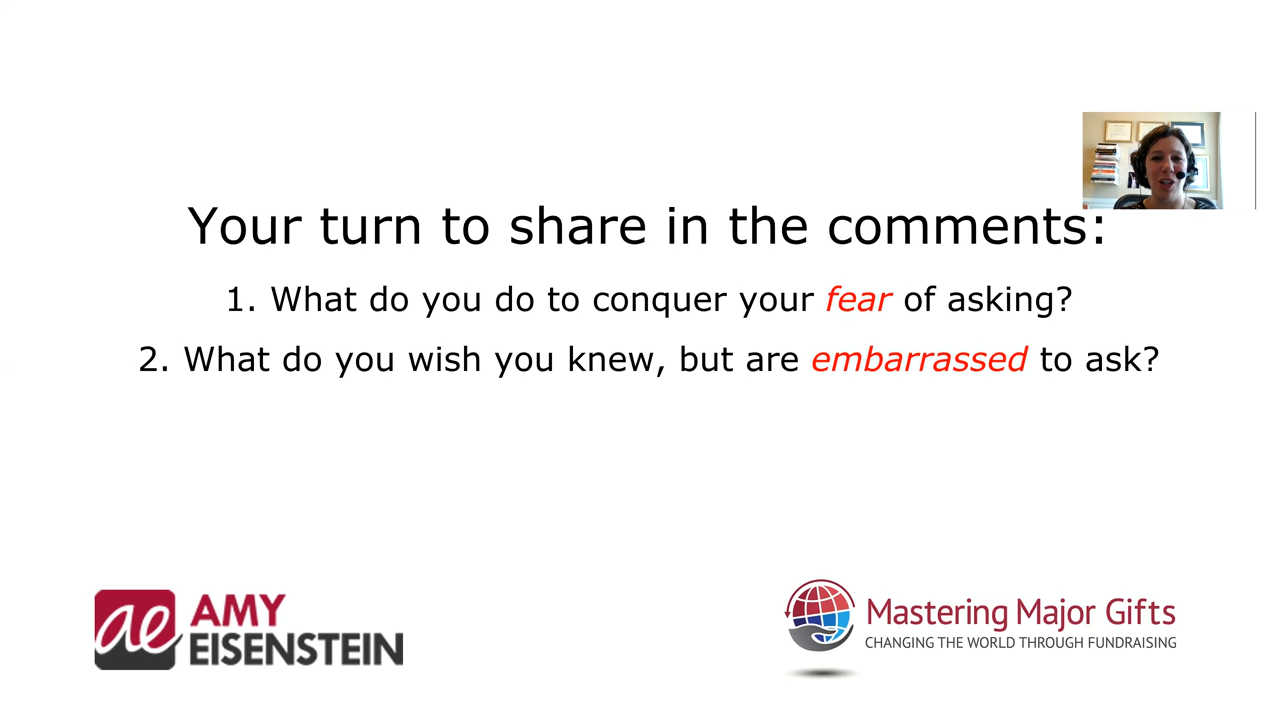 Your turn to share in the comments:
1. What do you do to conquer your fear of asking?
2. What do you wish you knew, but are embarrassed to ask?
ae
AMY
EISENSTEIN
Mastering Major Gifts
CHANGING THE WORLD THROUGH FUNDRAISING